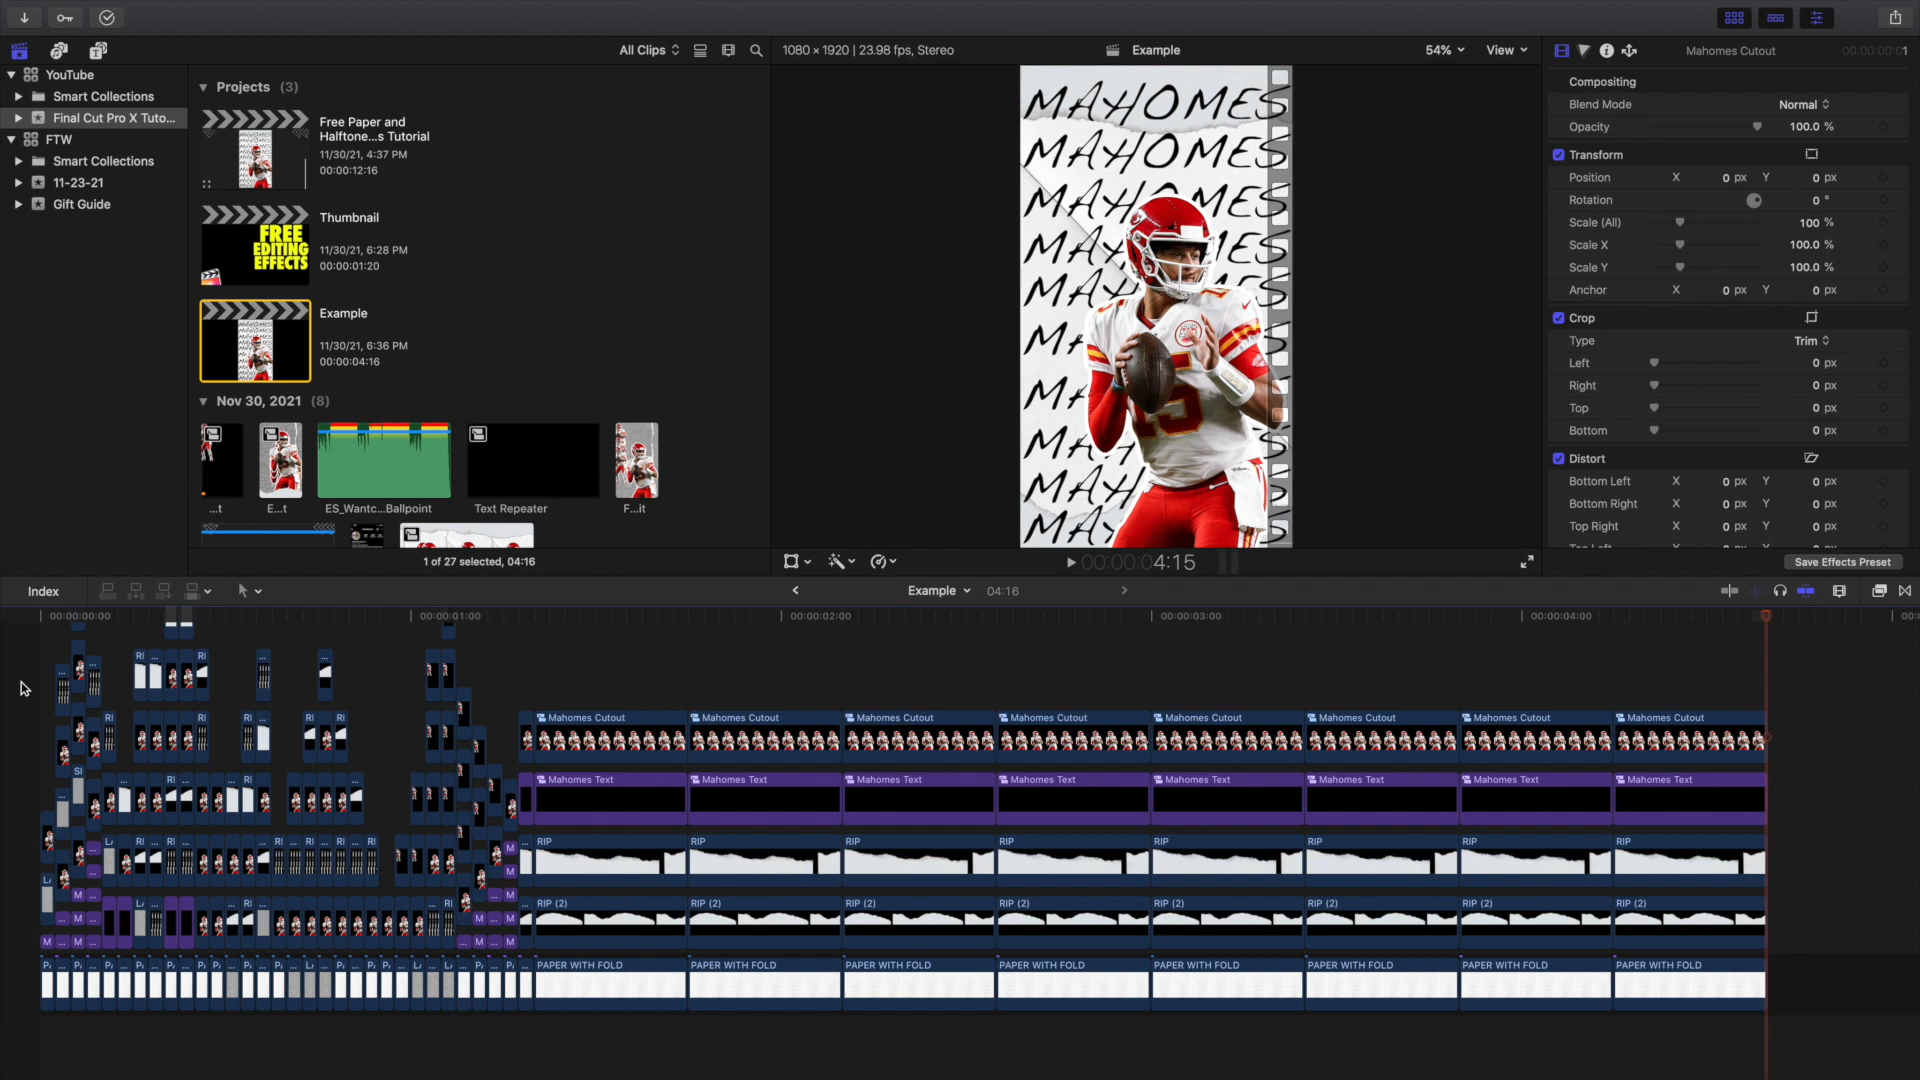 All Clips
1080 × 1920 | 23.98 fps, Stereo
Example
54%
View
Mahomes Cutout
00:00:00:01
YouTube
Smart Collections
Final Cut Pro X Tuto...
FTW
Smart Collections
11-23-21
Gift Guide
Projects (3)
Free Paper and
Halftone...s Tutorial
11/30/21, 4:37 PM
00:00:12:16
Thumbnail
11/30/21, 6:28 PM
00:00:01:20
FREE
EDITING
EFFECTS
Example
11/30/21, 6:36 PM
00:00:04:16
Nov 30, 2021 (8)
...t
E...t
ES_Wantc...Ballpoint
Text Repeater
F...it
1 of 27 selected, 04:16
MAHOMES
MAHOMES
MAHOMES
MAH MES
MAH ES
MAH S
MAH S
MAH S
MAH S
MAY S
15
00:00:04:15
Compositing
Blend Mode Normal
Opacity 100.0 %
Transform
Position X 0 px Y 0 px
Rotation 0 °
Scale (All) 100 %
Scale X 100.0 %
Scale Y 100.0 %
Anchor X 0 px Y 0 px
Crop
Type Trim
Left 0 px
Right 0 px
Top 0 px
Bottom 0 px
Distort
Bottom Left X 0 px Y 0 px
Bottom Right X 0 px Y 0 px
Top Right X 0 px Y 0 px
Save Effects Preset
Index
Example
04:16
00:00:00:00 00:00:01:00 00:00:02:00 00:00:03:00 00:00:04:00
Mahomes Cutout Mahomes Cutout Mahomes Cutout Mahomes Cutout Mahomes Cutout Mahomes Cutout Mahomes Cutout Mahomes Cutout
Mahomes Text Mahomes Text Mahomes Text Mahomes Text Mahomes Text Mahomes Text Mahomes Text Mahomes Text
RIP RIP RIP RIP RIP RIP RIP RIP
RIP (2) RIP (2) RIP (2) RIP (2) RIP (2) RIP (2) RIP (2) RIP (2)
PAPER WITH FOLD PAPER WITH FOLD PAPER WITH FOLD PAPER WITH FOLD PAPER WITH FOLD PAPER WITH FOLD PAPER WITH FOLD PAPER WITH FOLD